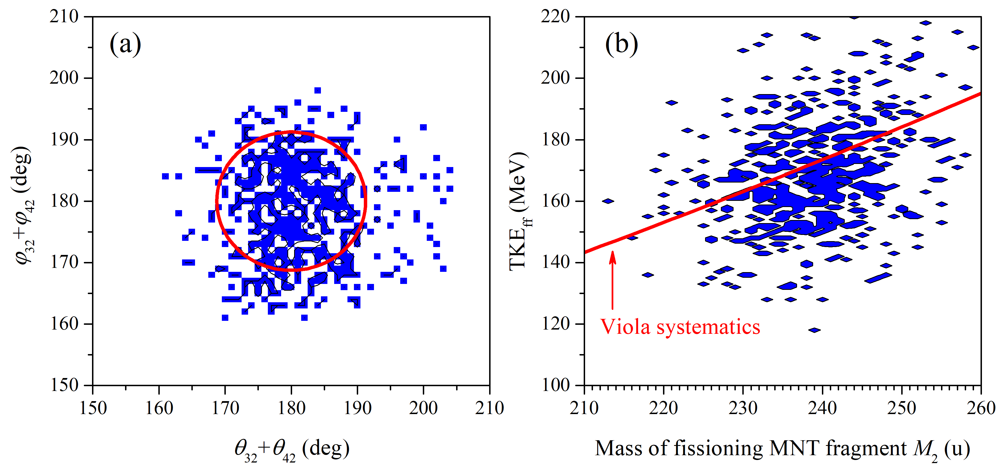 (a)
210
200
190
180
170
160
150
150 160 170 180 190 200 210
φ32+φ42 (deg)
θ32+θ42 (deg)
(b)
220
200
180
160
140
120
100
210 220 230 240 250 260
TKEff (MeV)
Viola systematics
Mass of fissioning MNT fragment M2 (u)